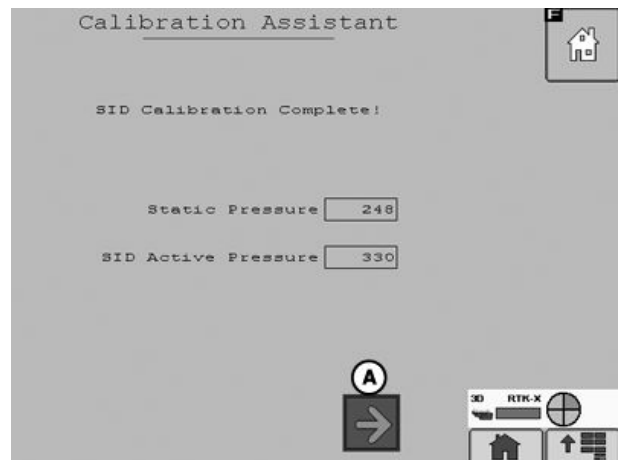 Calibration Assistant
F
SID Calibration Complete!
Static Pressure 248
SID Active Pressure 330
A
3D RTK-X